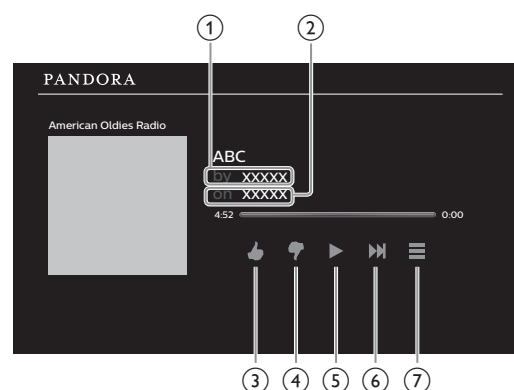 ① ②
PANDORA
American Oldies Radio
ABC
by xxxxx
on xxxxx
4:52 0:00
③ ④ ⑤ ⑥ ⑦